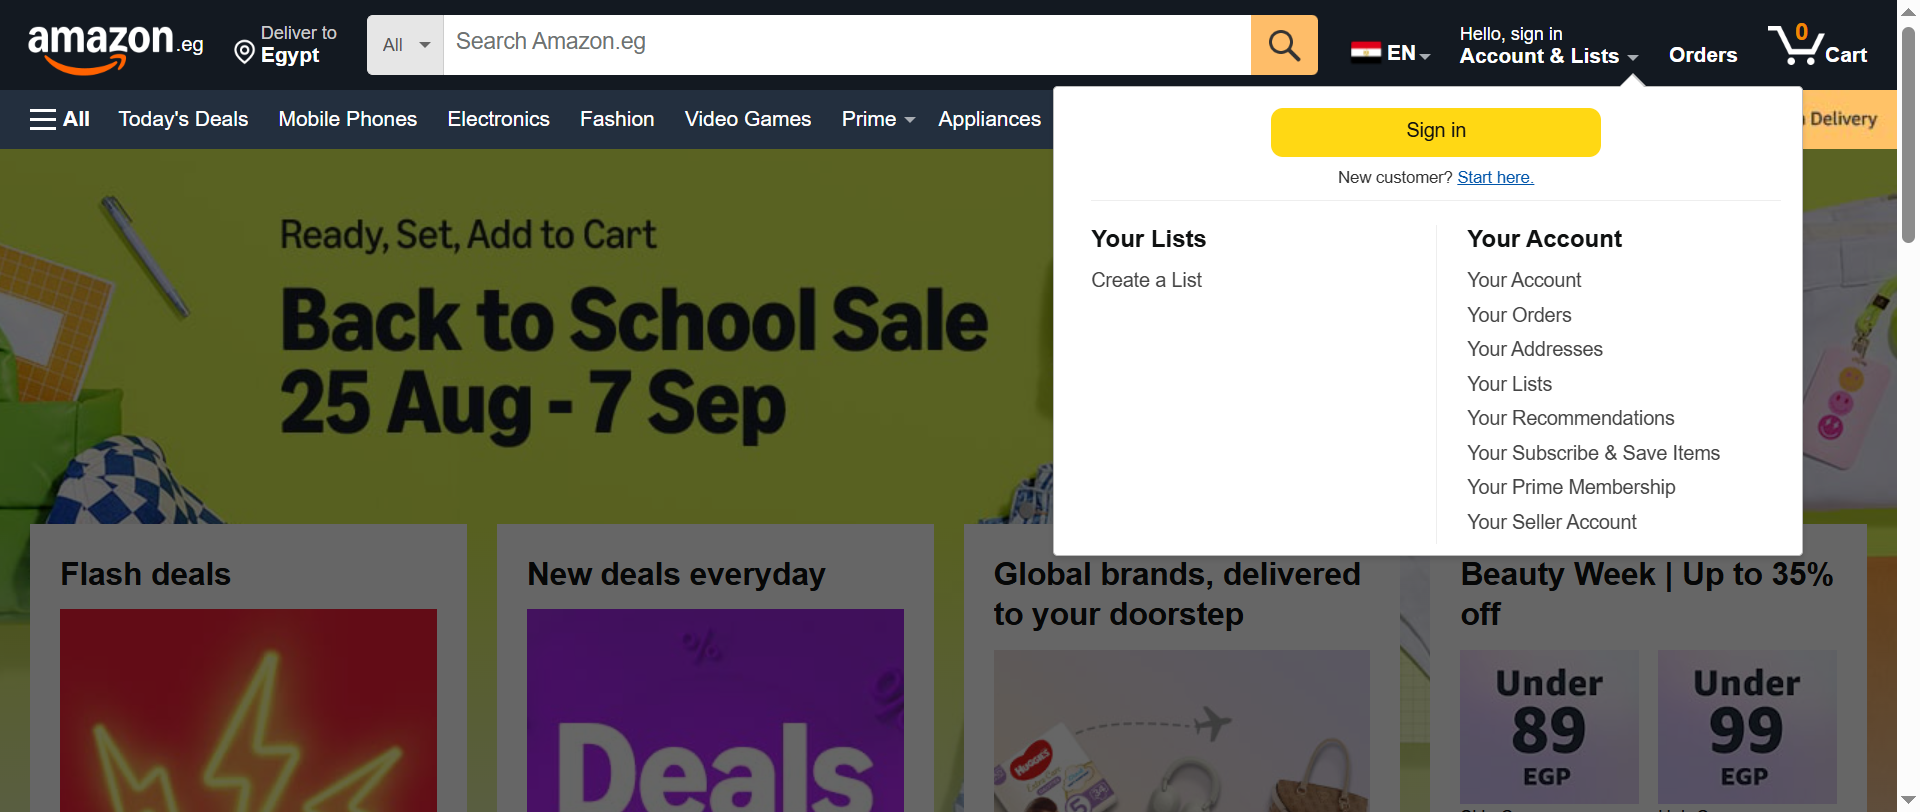 amazon.eg
Deliver to
Egypt
All
Search Amazon.eg
EN
Hello, sign in
Account & Lists
Orders
0
Cart
All
Today's Deals
Mobile Phones
Electronics
Fashion
Video Games
Prime
Appliances
Delivery
Sign in
New customer? Start here.
Your Lists
Create a List
Your Account
Your Account
Your Orders
Your Addresses
Your Lists
Your Recommendations
Your Subscribe & Save Items
Your Prime Membership
Your Seller Account
Ready, Set, Add to Cart
Back to School Sale
25 Aug - 7 Sep
Flash deals
New deals everyday
%
Deals
Global brands, delivered
to your doorstep
HUGGIES
Extra Care
5
Beauty Week | Up to 35%
off
Under
89
EGP
Under
99
EGP